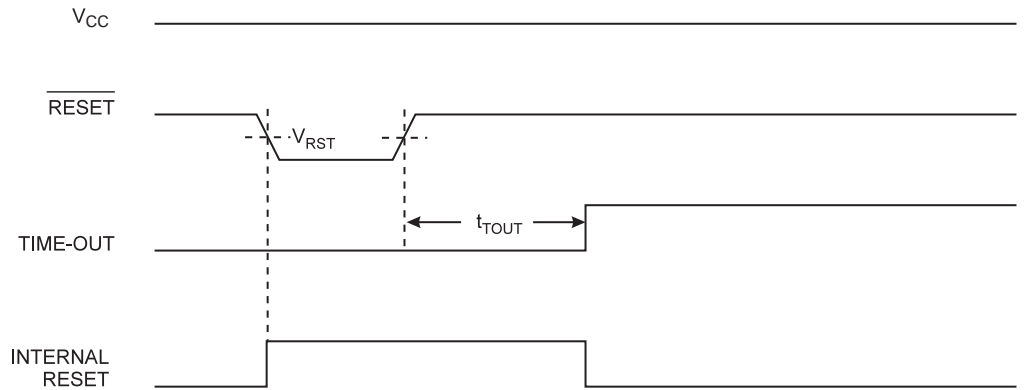 VCC
RESET
VRST
tTOUT
TIME-OUT
INTERNAL
RESET